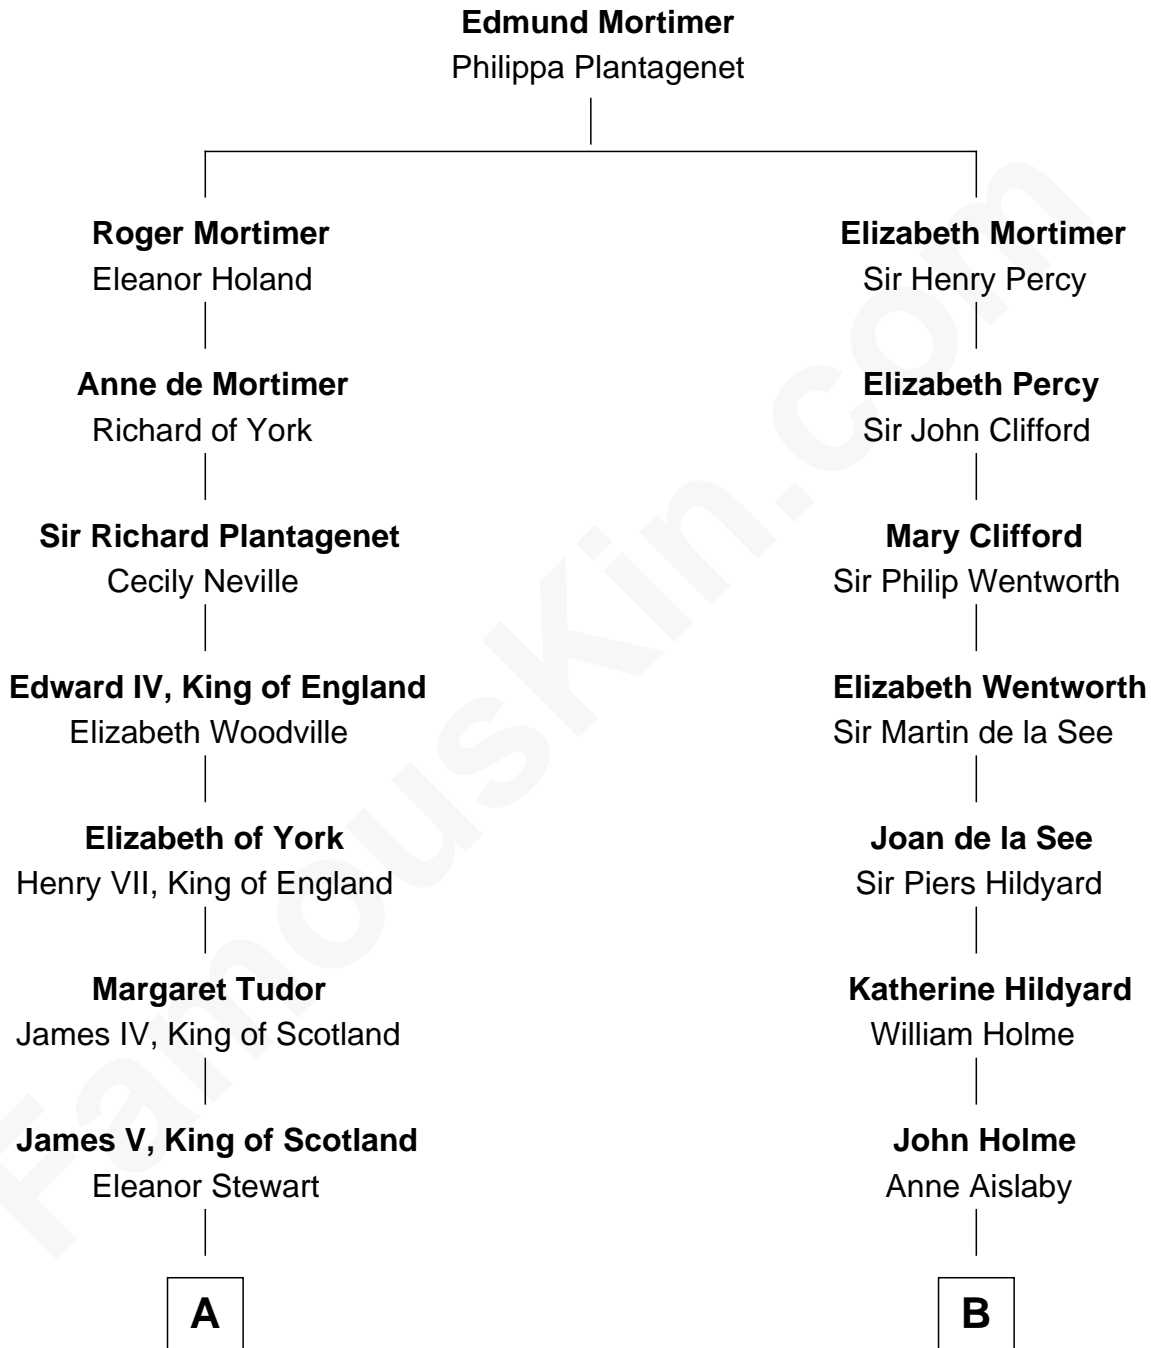 Edmund Mortimer
Philippa Plantagenet
Roger Mortimer
Eleanor Holand
Anne de Mortimer
Richard of York
Sir Richard Plantagenet
Cecily Neville
Edward IV, King of England
Elizabeth Woodville
Elizabeth of York
Henry VII, King of England
Margaret Tudor
James IV, King of Scotland
James V, King of Scotland
Eleanor Stewart
A
Elizabeth Mortimer
Sir Henry Percy
Elizabeth Percy
Sir John Clifford
Mary Clifford
Sir Philip Wentworth
Elizabeth Wentworth
Sir Martin de la See
Joan de la See
Sir Piers Hildyard
Katherine Hildyard
William Holme
John Holme
Anne Aislaby
B
FamousKin.com